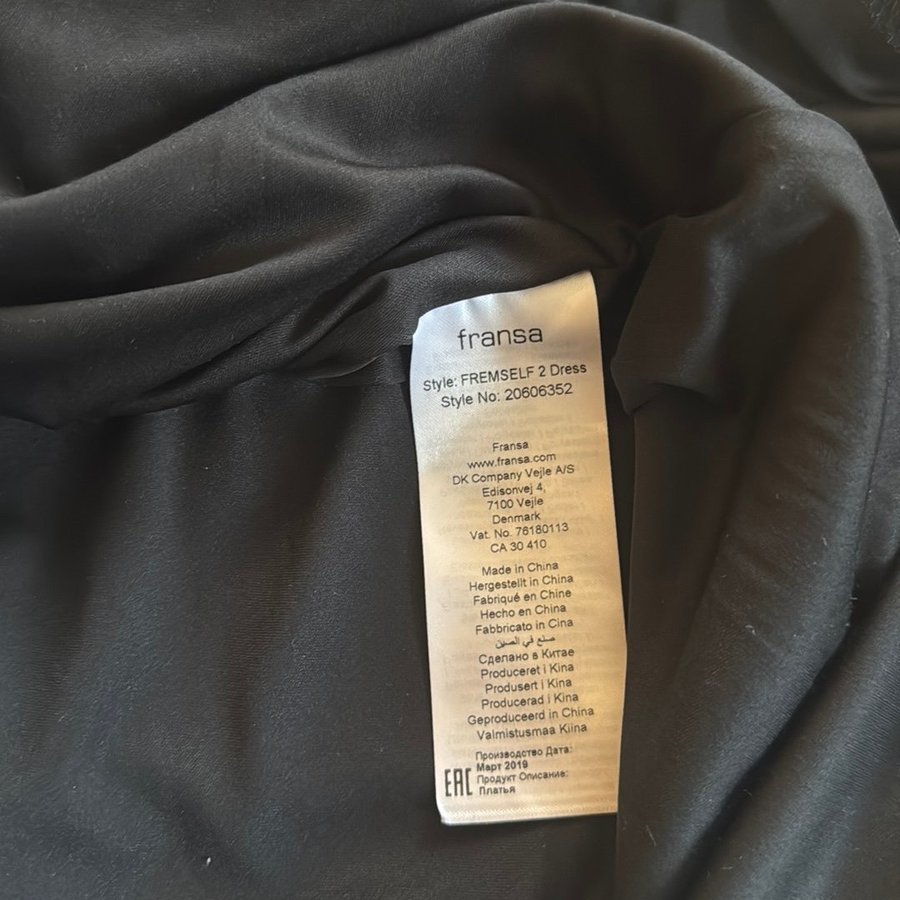 fransa
Style: FREMSELF 2 Dress
Style No: 20606352
Fransa
www.fransa.com
DK Company Vejle A/S
Edisonvej 4,
7100 Vejle
Denmark
Vat. No. 76180113
CA 30 410
Made in China
Hergestellt in China
Fabriqué en Chine
Hecho en China
Fabbricato in Cina
صنع في الصين
Сделано в Китае
Produceret i Kina
Produsert i Kina
Producerad i Kina
Geproduceerd in China
Valmistusmaa Kiina
Производство Дата:
Март 2019
EAC Продукт Описание:
Платья